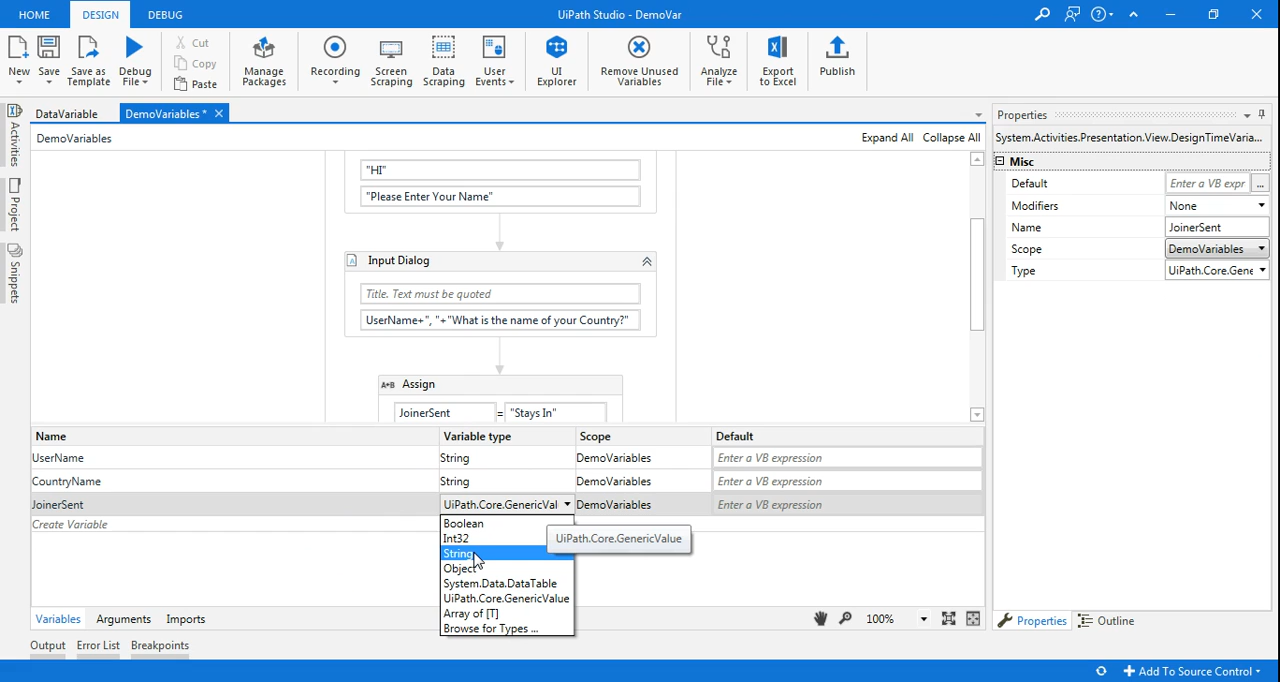 HOME DESIGN DEBUG UiPath Studio - DemoVar
New Save Save as Template Debug File Cut Copy Paste Manage Packages Recording Screen Scraping Data Scraping User Events UI Explorer Remove Unused Variables Analyze File Export to Excel Publish
Activities
Project
Snippets
DataVariable DemoVariables *
DemoVariables Expand All Collapse All
"HI"
"Please Enter Your Name"
Input Dialog
Title. Text must be quoted
UserName+", "+"What is the name of your Country?"
A+B Assign
JoinerSent = "Stays In"
Name Variable type Scope Default
UserName String DemoVariables Enter a VB expression
CountryName String DemoVariables Enter a VB expression
JoinerSent UiPath.Core.GenericVal DemoVariables Enter a VB expression
Create Variable
Boolean
Int32
String
Object
System.Data.DataTable
UiPath.Core.GenericValue
Array of [T]
Browse for Types ...
UiPath.Core.GenericValue
Variables Arguments Imports 100%
Output Error List Breakpoints
Properties
System.Activities.Presentation.View.DesignTimeVaria...
Misc
Default Enter a VB expr ...
Modifiers None
Name JoinerSent
Scope DemoVariables
Type UiPath.Core.Gene
Properties Outline
Add To Source Control